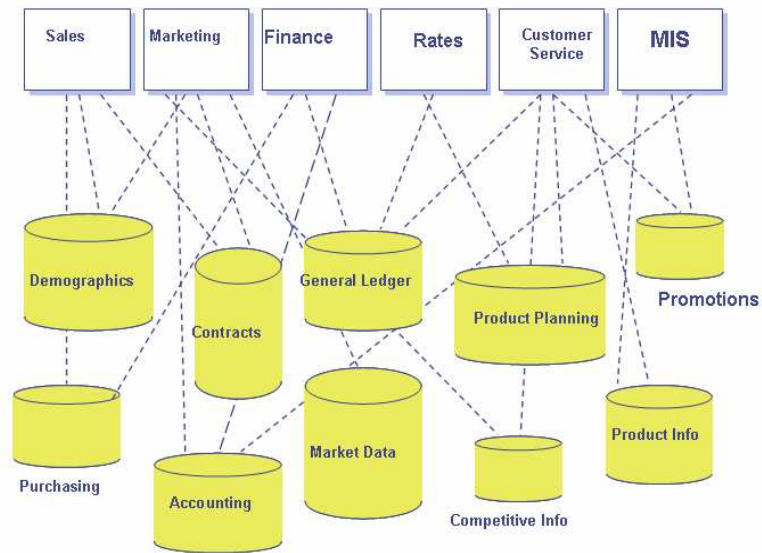 Sales
Marketing
Finance
Rates
Customer
Service
MIS
Demographics
General Ledger
Contracts
Product Planning
Promotions
Purchasing
Accounting
Market Data
Competitive Info
Product Info